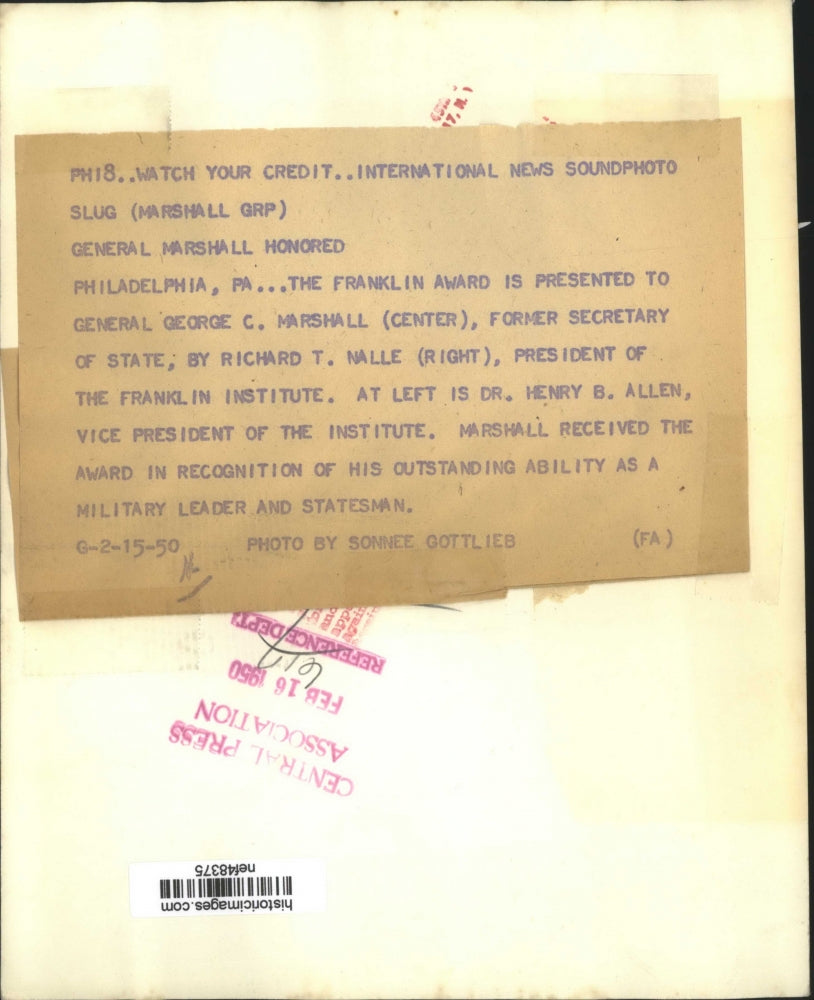 PH18..WATCH YOUR CREDIT..INTERNATIONAL NEWS SOUNDPHOTO
SLUG (MARSHALL GRP)
GENERAL MARSHALL HONORED
PHILADELPHIA, PA...THE FRANKLIN AWARD IS PRESENTED TO
GENERAL GEORGE C. MARSHALL (CENTER), FORMER SECRETARY
OF STATE, BY RICHARD T. NALLE (RIGHT), PRESIDENT OF
THE FRANKLIN INSTITUTE. AT LEFT IS DR. HENRY B. ALLEN,
VICE PRESIDENT OF THE INSTITUTE. MARSHALL RECEIVED THE
AWARD IN RECOGNITION OF HIS OUTSTANDING ABILITY AS A
MILITARY LEADER AND STATESMAN.
G-2-15-50 PHOTO BY SONNEE GOTTLIEB (FA)
REFERENCE DEPT.
FEB 16 1950
CENTRAL PRESS
ASSOCIATION
historicimages.com
nef48375